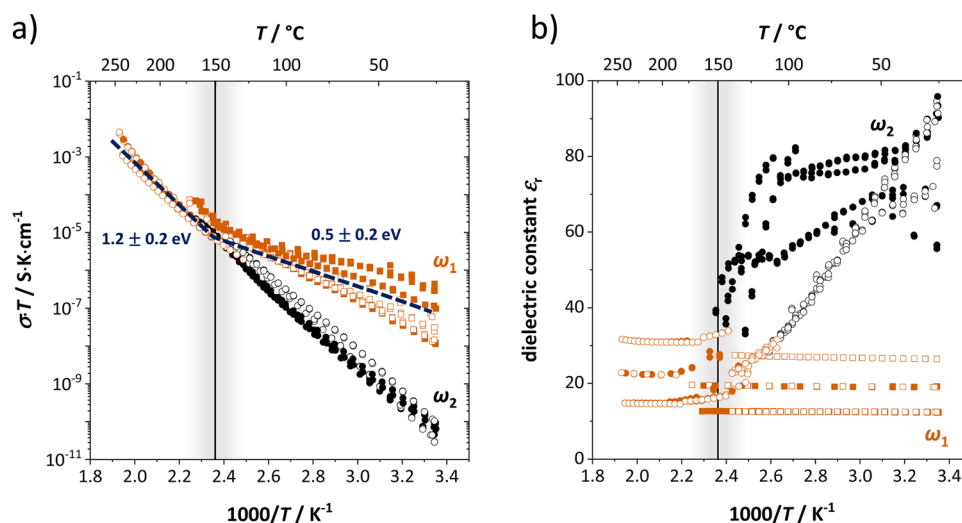 a)
T / °C
250 200 150 100 50
10⁻¹
10⁻³
10⁻⁵
10⁻⁷
10⁻⁹
10⁻¹¹
σ·T / S·K·cm⁻¹
1.2 ± 0.2 eV
0.5 ± 0.2 eV
ω₁
ω₂
1.8 2.0 2.2 2.4 2.6 2.8 3.0 3.2 3.4
1000/T / K⁻¹
b)
T / °C
250 200 150 100 50
100
80
60
40
20
0
dielectric constant εᵣ
ω₂
ω₁
1.8 2.0 2.2 2.4 2.6 2.8 3.0 3.2 3.4
1000/T / K⁻¹